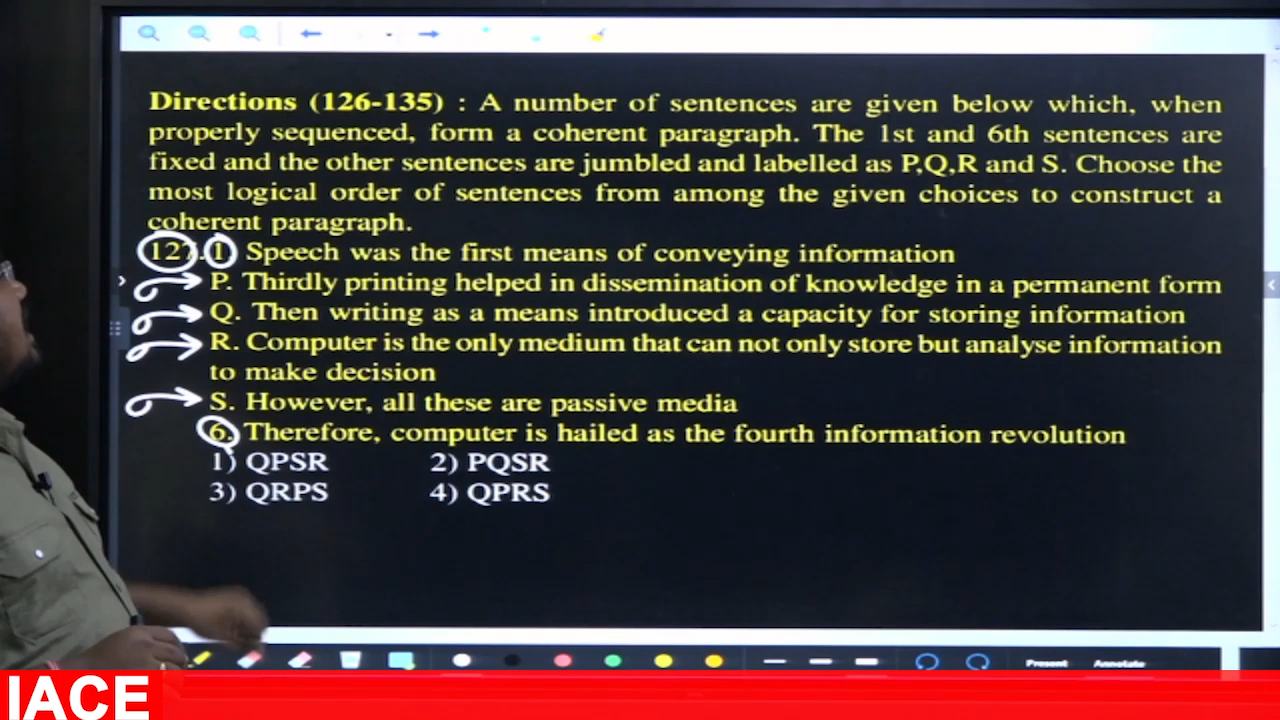 Directions (126-135) : A number of sentences are given below which, when
properly sequenced, form a coherent paragraph. The 1st and 6th sentences are
fixed and the other sentences are jumbled and labelled as P,Q,R and S. Choose the
most logical order of sentences from among the given choices to construct a
coherent paragraph.
127. 1. Speech was the first means of conveying information
P. Thirdly printing helped in dissemination of knowledge in a permanent form
Q. Then writing as a means introduced a capacity for storing information
R. Computer is the only medium that can not only store but analyse information
to make decision
S. However, all these are passive media
6. Therefore, computer is hailed as the fourth information revolution
1) QPSR 2) PQSR
3) QRPS 4) QPRS
Present Annotate
IACE